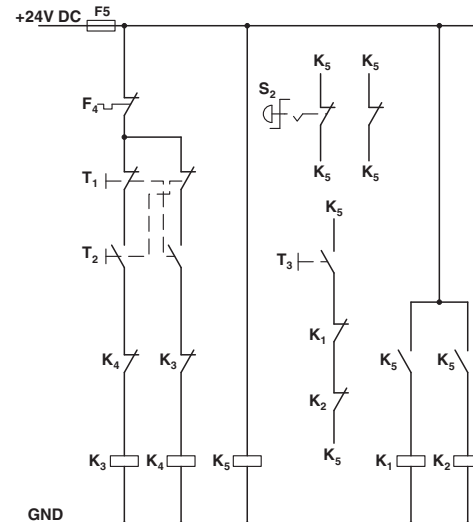 +24V DC F5
K5 K5
S2
F4
K5 K5
T1
K5
T2 T3
K1
K4 K3 K5 K5
K2
K5
K3 K4 K5 K1 K2
GND